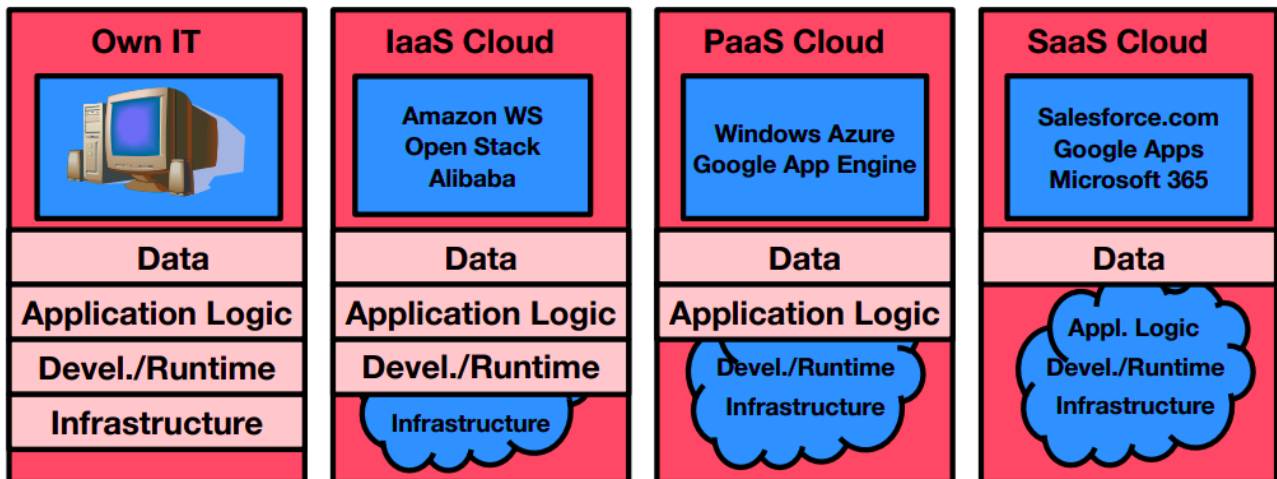 Own IT
Data
Application Logic
Devel./Runtime
Infrastructure
IaaS Cloud
Amazon WS
Open Stack
Alibaba
Data
Application Logic
Devel./Runtime
Infrastructure
PaaS Cloud
Windows Azure
Google App Engine
Data
Application Logic
Devel./Runtime
Infrastructure
SaaS Cloud
Salesforce.com
Google Apps
Microsoft 365
Data
Appl. Logic
Devel./Runtime
Infrastructure